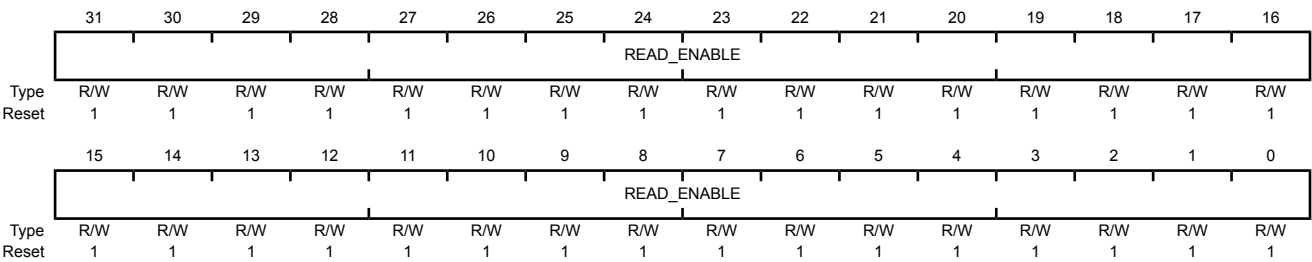 31 30 29 28 27 26 25 24 23 22 21 20 19 18 17 16
READ_ENABLE
Type R/W R/W R/W R/W R/W R/W R/W R/W R/W R/W R/W R/W R/W R/W R/W R/W
Reset 1 1 1 1 1 1 1 1 1 1 1 1 1 1 1 1
15 14 13 12 11 10 9 8 7 6 5 4 3 2 1 0
READ_ENABLE
Type R/W R/W R/W R/W R/W R/W R/W R/W R/W R/W R/W R/W R/W R/W R/W R/W
Reset 1 1 1 1 1 1 1 1 1 1 1 1 1 1 1 1